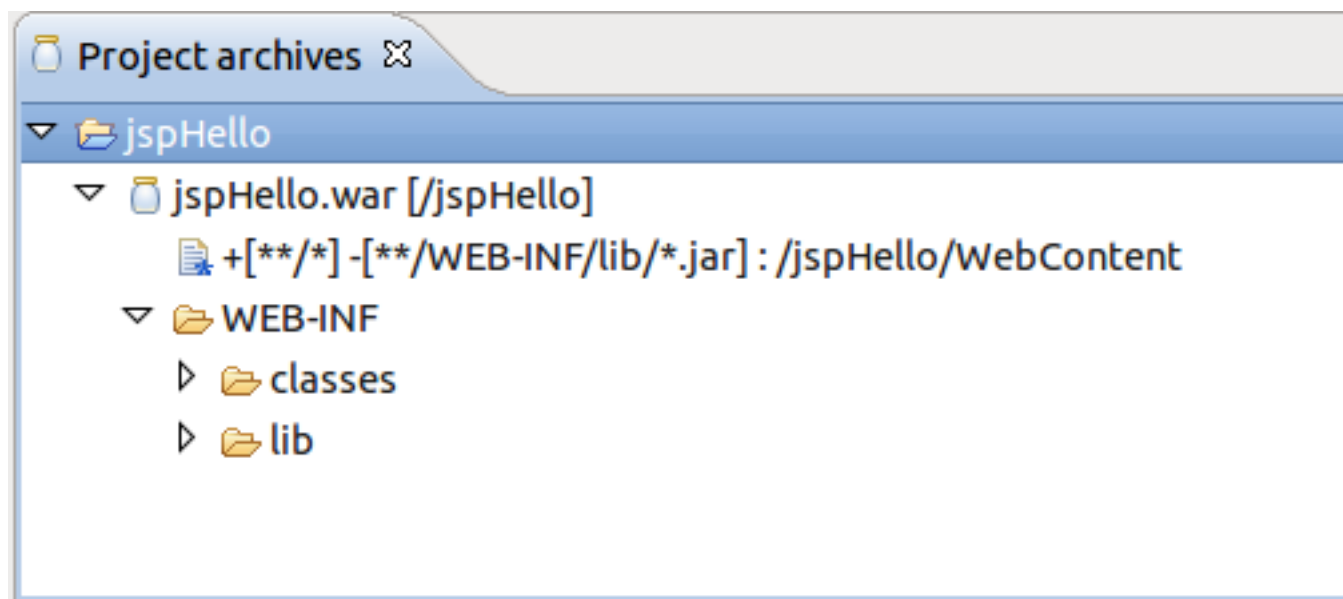 Project archives
jspHello
jspHello.war [/jspHello]
+[**/*] -[**/WEB-INF/lib/*.jar] : /jspHello/WebContent
WEB-INF
classes
lib